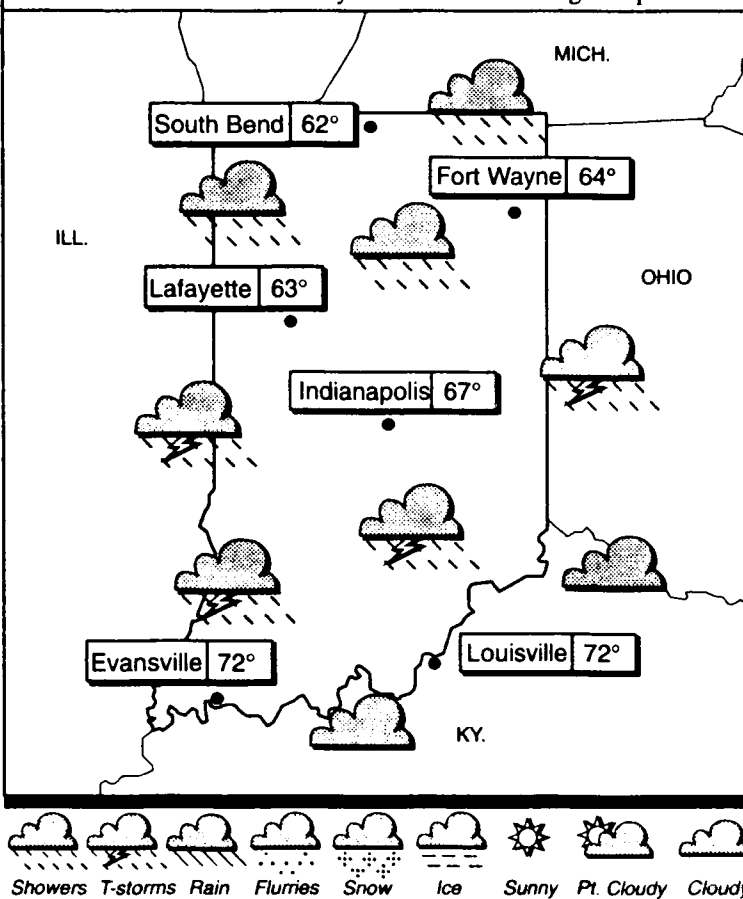 MICH.
South Bend 62°
Fort Wayne 64°
ILL.
OHIO
Lafayette 63°
Indianapolis 67°
Evansville 72°
Louisville 72°
KY.
Showers T-storms Rain Flurries Snow Ice Sunny Pt. Cloudy Cloudy